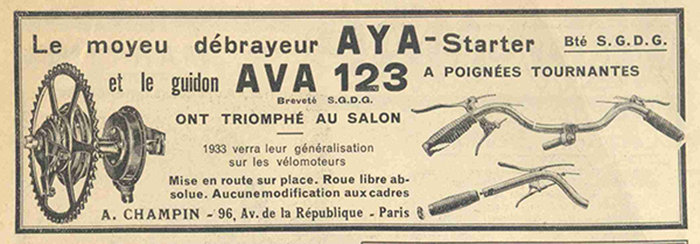 Le moyeu débrayeur AYA-Starter Bté S.G.D.G.
et le guidon AVA 123 A POIGNÉES TOURNANTES
Breveté S.G.D.G.
ONT TRIOMPHÉ AU SALON
1933 verra leur généralisation
sur les vélomoteurs
Mise en route sur place. Roue libre ab-
solue. Aucune modification aux cadres
A. CHAMPIN - 96, Av. de la République - Paris